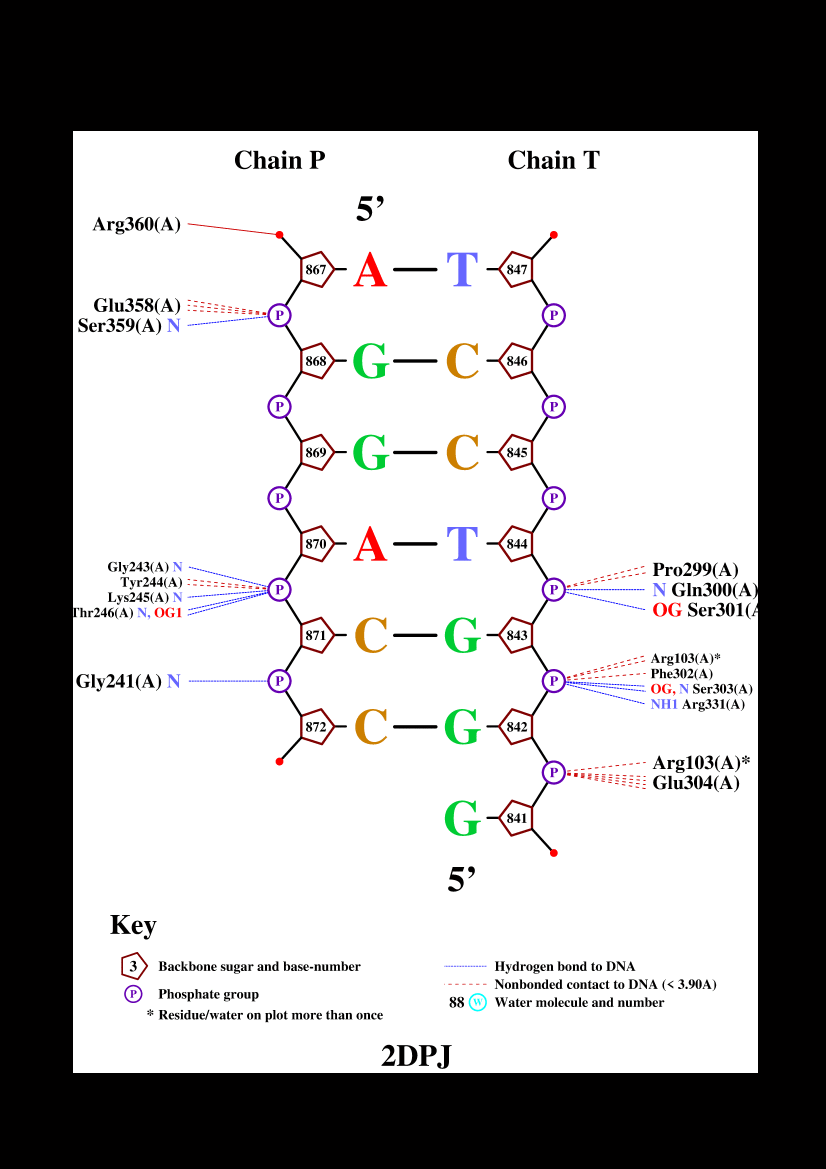 Chain P Chain T
5’
Arg360(A)
867 A T 847
Glu358(A)
P P
Ser359(A) N
868 G C 846
P P
869 G C 845
P P
870 A T 844
Gly243(A) N
Pro299(A)
Tyr244(A)
P P
N Gln300(A)
Lys245(A) N
Thr246(A) N, OG1
OG Ser301(A
871 C G 843
Arg103(A)*
Phe302(A)
Gly241(A) N
P P
OG, N Ser303(A)
NH1 Arg331(A)
872 C G 842
Arg103(A)*
P
Glu304(A)
G 841
5’
Key
3 Backbone sugar and base-number
P Phosphate group
* Residue/water on plot more than once
Hydrogen bond to DNA
Nonbonded contact to DNA (< 3.90A)
88 W Water molecule and number
2DPJ